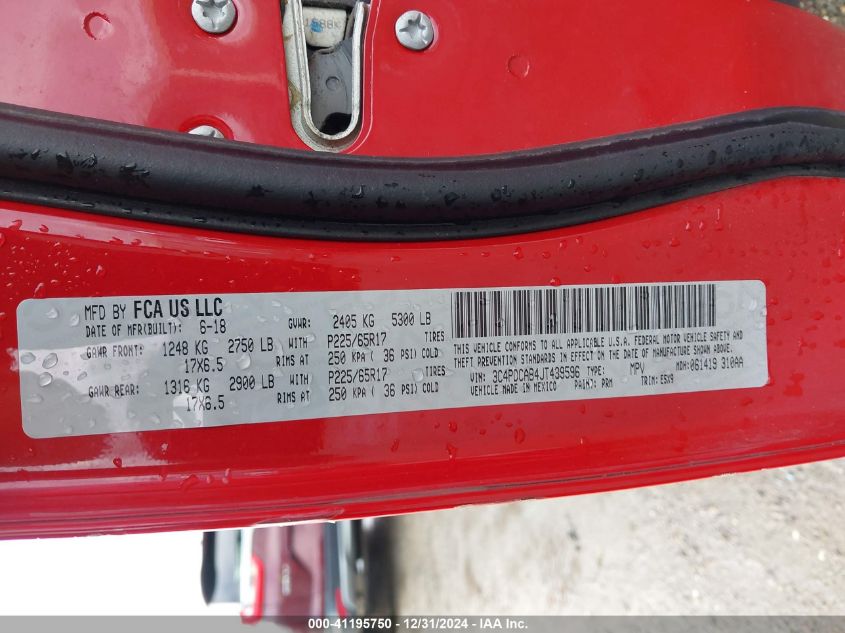 MFD BY FCA US LLC
DATE OF MFR(BUILT): 6-18 GVWR: 2405 KG 5300 LB
GAWR FRONT: 1248 KG 2750 LB WITH P225/65R17 TIRES
17X6.5 RIMS AT 250 KPA ( 36 PSI) COLD
GAWR REAR: 1316 KG 2900 LB WITH P225/65R17 TIRES
17X6.5 RIMS AT 250 KPA ( 36 PSI) COLD
THIS VEHICLE CONFORMS TO ALL APPLICABLE U.S.A. FEDERAL MOTOR VEHICLE SAFETY AND
THEFT PREVENTION STANDARDS IN EFFECT ON THE DATE OF MANUFACTURE SHOWN ABOVE.
VIN: 3C4PDCAB4JT439596 TYPE: MPV MDH: 061419 310AA
VEHICLE MADE IN MEXICO PAINT: PRM TRIM: E5X9
000-41195750 - 12/31/2024 - IAA Inc.